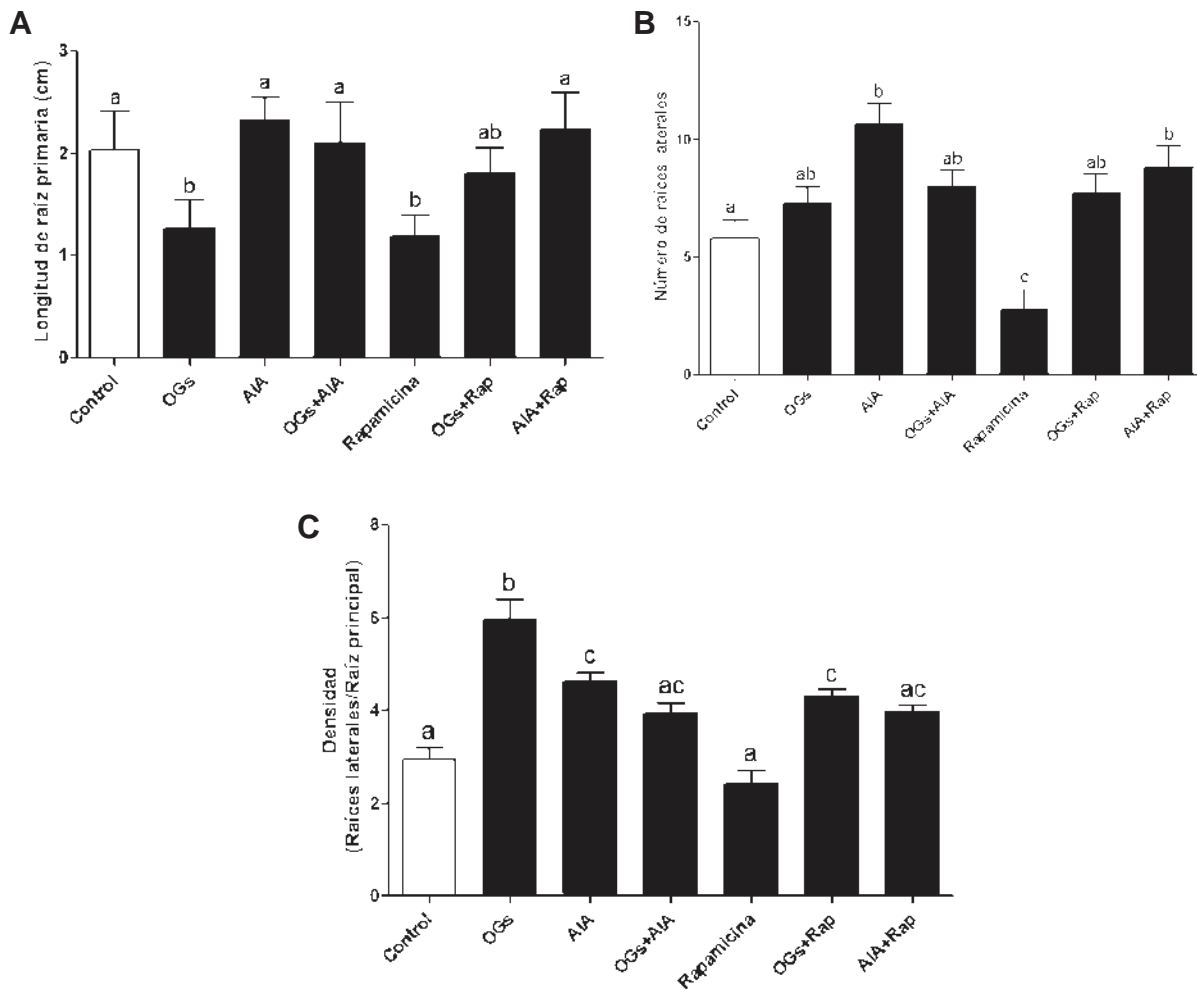 A
Longitud de raíz primaria (cm)
3
2
1
0
a
b
a
a
b
ab
a
Control
OGs
AIA
OGs+AIA
Rapamicina
OGs+Rap
AIA+Rap
B
Número de raíces laterales
15
10
5
0
a
ab
b
ab
c
ab
b
Control
OGs
AIA
OGs+AIA
Rapamicina
OGs+Rap
AIA+Rap
C
Densidad
(Raíces laterales/Raíz principal)
8
6
4
2
0
a
b
c
ac
a
c
ac
Control
OGs
AIA
OGs+AIA
Rapamicina
OGs+Rap
AIA+Rap